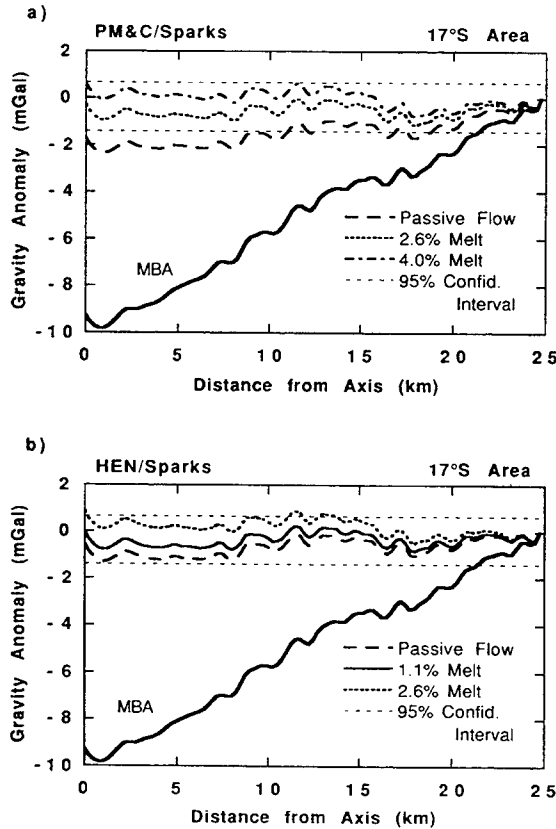 a)
PM&C/Sparks 17°S Area
2
0
-2
-4
-6
-8
-10
Gravity Anomaly (mGal)
MBA
Passive Flow
2.6% Melt
4.0% Melt
95% Confid.
Interval
0 5 10 15 20 25
Distance from Axis (km)
b)
HEN/Sparks 17°S Area
2
0
-2
-4
-6
-8
-10
Gravity Anomaly (mGal)
MBA
Passive Flow
1.1% Melt
2.6% Melt
95% Confid.
Interval
0 5 10 15 20 25
Distance from Axis (km)